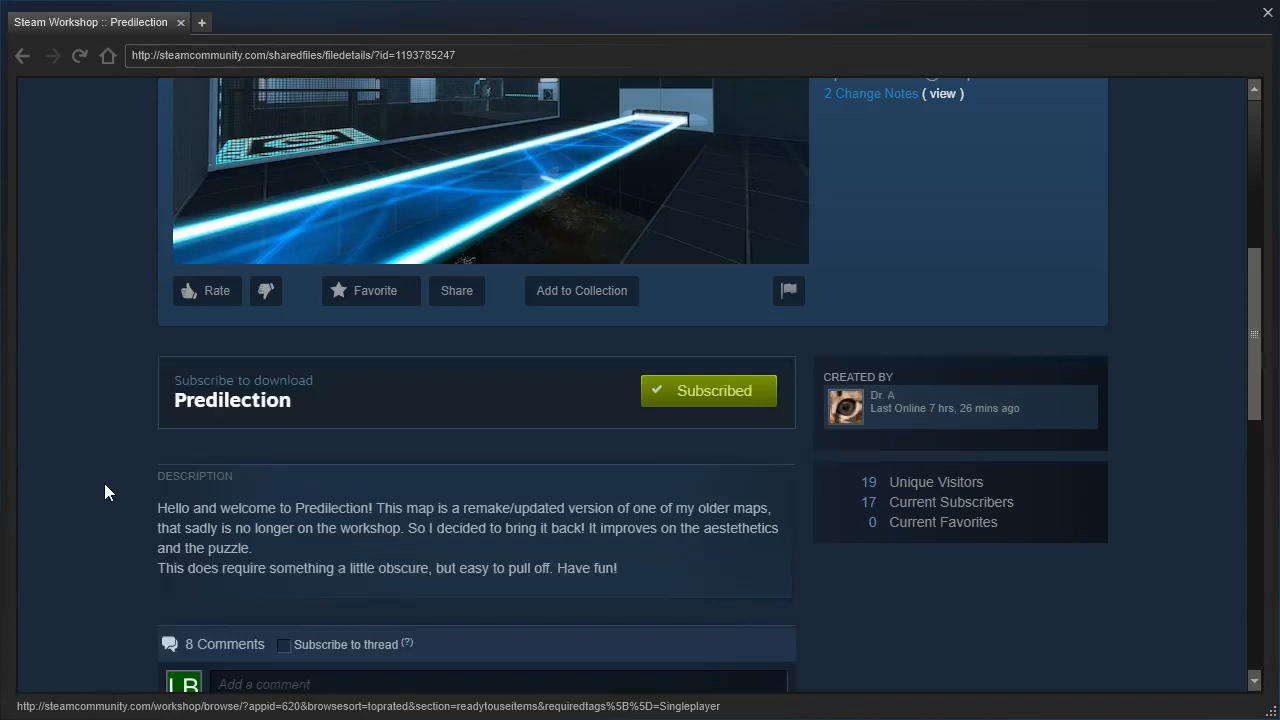 Steam Workshop :: Predilection
http://steamcommunity.com/sharedfiles/filedetails/?id=1193785247
2 Change Notes ( view )
Rate
Favorite
Share
Add to Collection
Subscribe to download
Predilection
Subscribed
CREATED BY
Dr. A
Last Online 7 hrs, 26 mins ago
DESCRIPTION
Hello and welcome to Predilection! This map is a remake/updated version of one of my older maps,
that sadly is no longer on the workshop. So I decided to bring it back! It improves on the aestethetics
and the puzzle.
This does require something a little obscure, but easy to pull off. Have fun!
19 Unique Visitors
17 Current Subscribers
0 Current Favorites
8 Comments
Subscribe to thread (?)
LB
Add a comment
http://steamcommunity.com/workshop/browse/?appid=620&browsesort=toprated&section=readytouseitems&requiredtags%5B%5D=Singleplayer